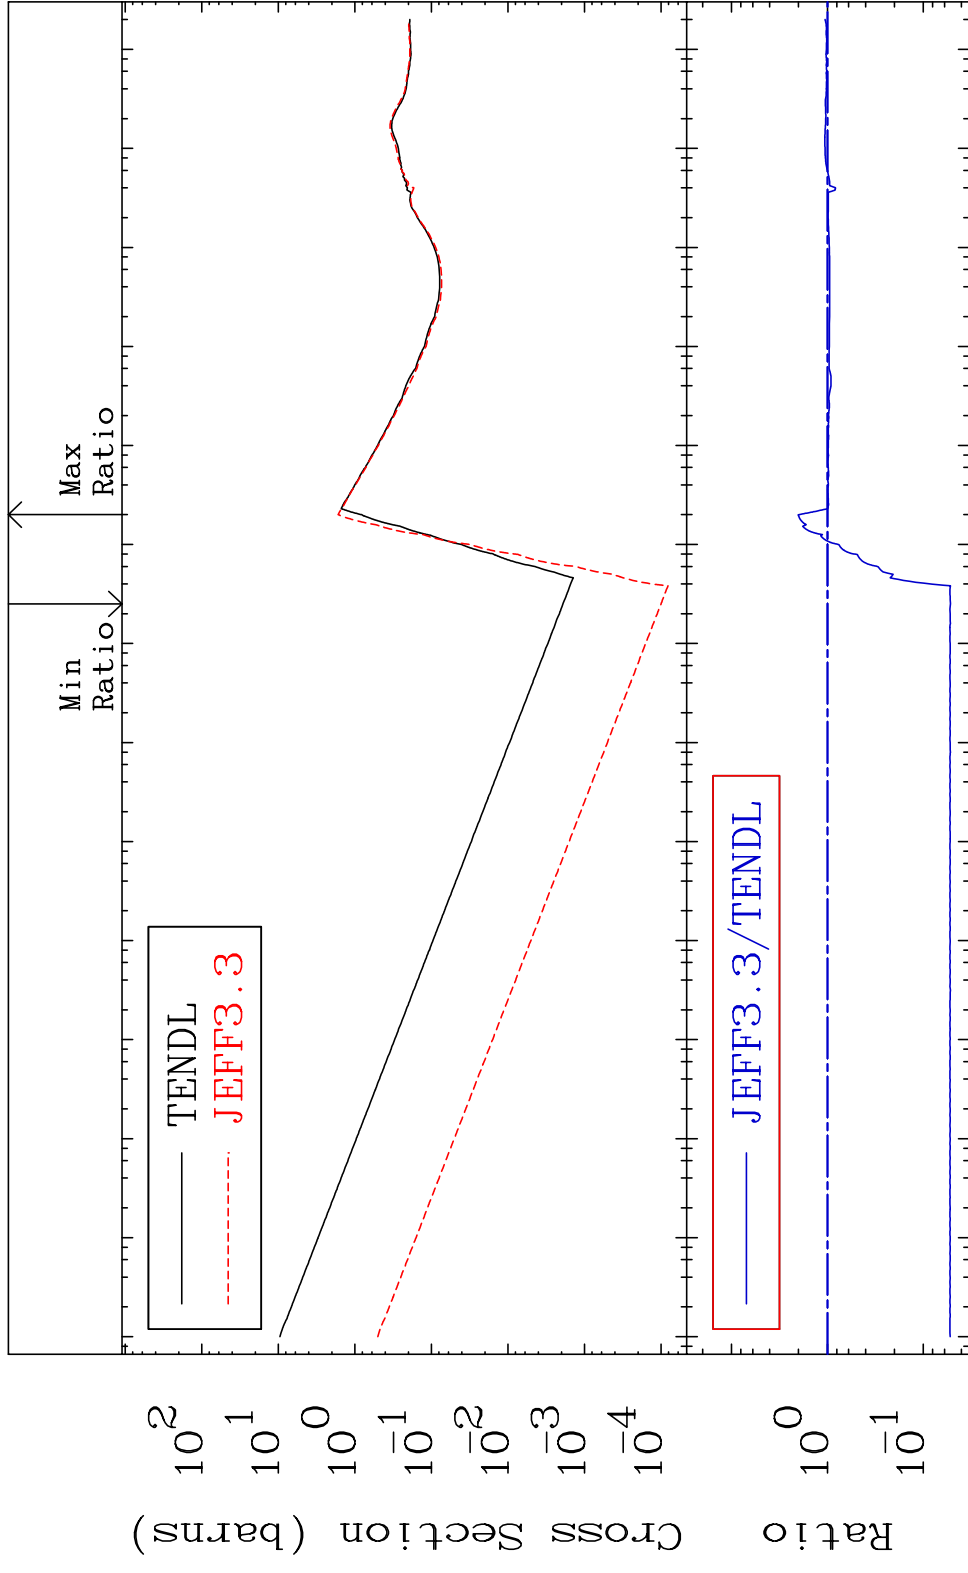 Min
Ratio
Max
Ratio
TENDL
JEFF3.3
10^2
10^1
10^0
10^-1
10^-2
10^-3
10^-4
Cross Section (barns)
JEFF3.3/TENDL
10^0
10^-1
Ratio